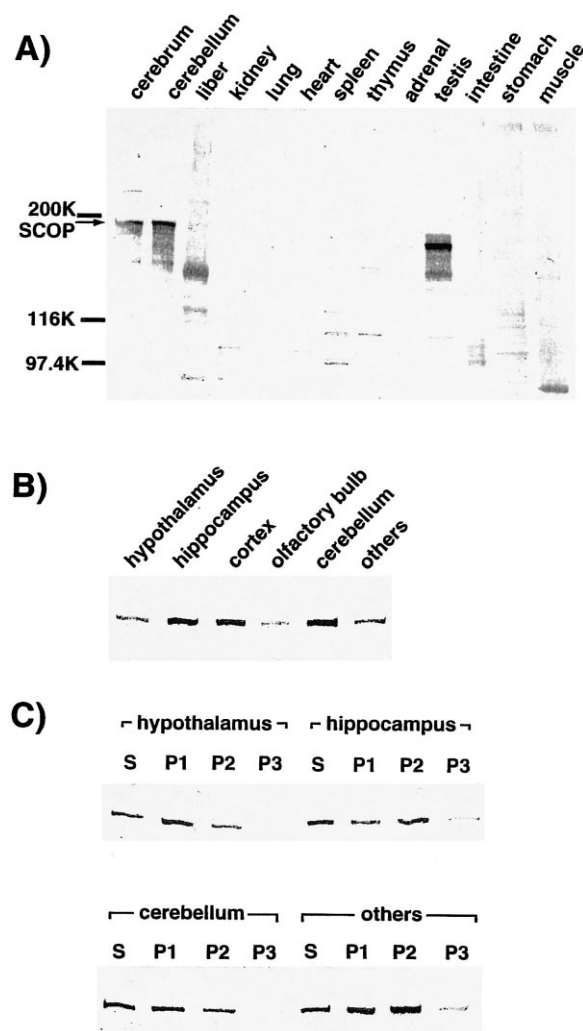 A)
cerebrum cerebellum liber kidney lung heart spleen thymus adrenal testis intestine stomach muscle
200K
SCOP
116K
97.4K
B)
hypothalamus hippocampus cortex olfactory bulb cerebellum others
C)
hypothalamus hippocampus
S P1 P2 P3 S P1 P2 P3
cerebellum others
S P1 P2 P3 S P1 P2 P3